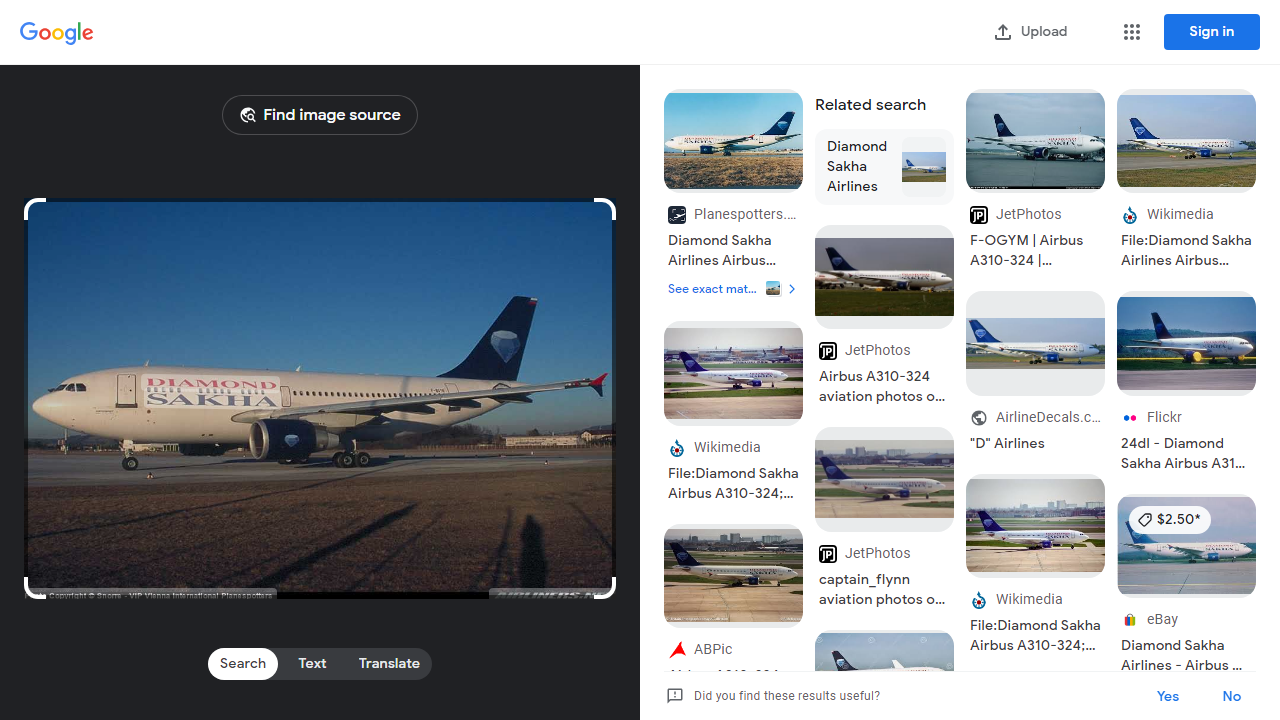 Google
Upload
Sign in
Find image source
DIAMOND
SAKHA
Copyright © Snorre - VIP Vienna International Planespotters
AIRLINERS.NET
Search
Text
Translate
Planespotters....
Diamond Sakha
Airlines Airbus...
See exact mat...
Wikimedia
File:Diamond Sakha
Airbus A310-324;...
ABPic
Related search
Diamond
Sakha
Airlines
JetPhotos
Airbus A310-324
aviation photos o...
JetPhotos
captain_flynn
aviation photos o...
JetPhotos
F-OGYM | Airbus
A310-324 |...
AirlineDecals.c...
"D" Airlines
Wikimedia
File:Diamond Sakha
Airbus A310-324;...
Wikimedia
File:Diamond Sakha
Airlines Airbus...
Flickr
24dl - Diamond
Sakha Airbus A31...
$2.50*
eBay
Diamond Sakha
Airlines - Airbus ...
Did you find these results useful?
Yes
No